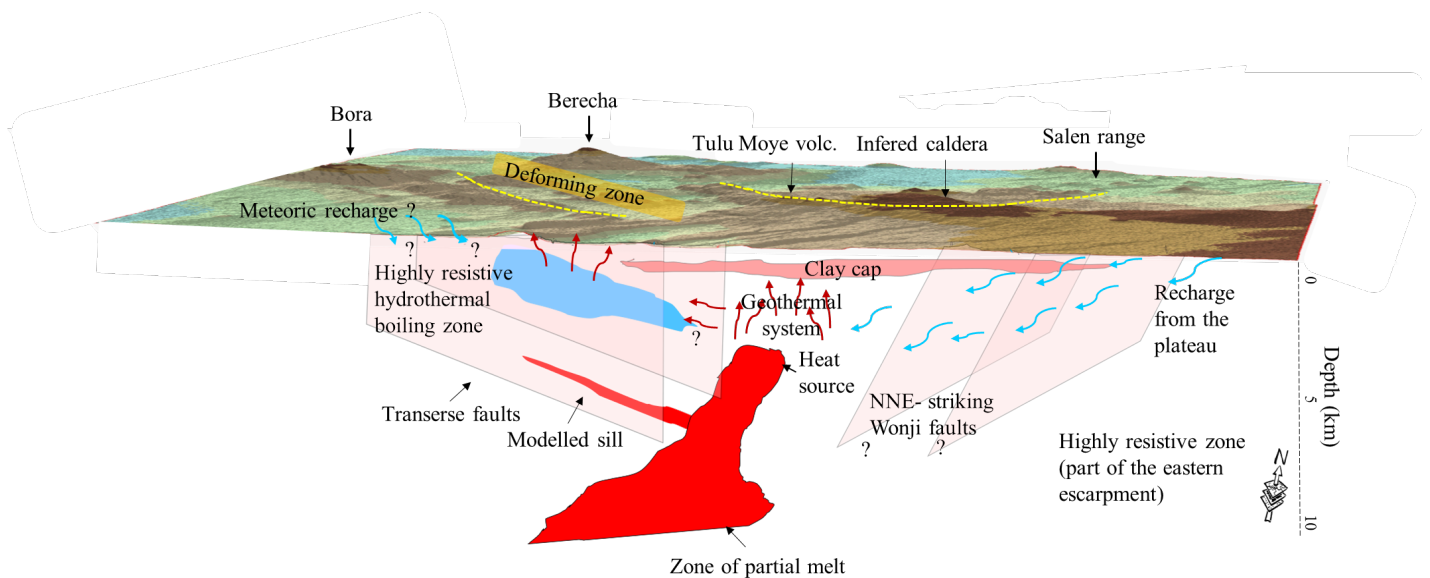 Bora
Berecha
Tulu Moye volc.
Infered caldera
Salen range
Deforming zone
Meteoric recharge ?
?
?
Highly resistive
hydrothermal
boiling zone
Clay cap
Geothermal
system
?
Heat
source
Recharge
from the
plateau
Transerse faults
Modelled sill
NNE- striking
Wonji faults
?
?
Highly resistive zone
(part of the eastern
escarpment)
Zone of partial melt
N
0
5
10
Depth (km)